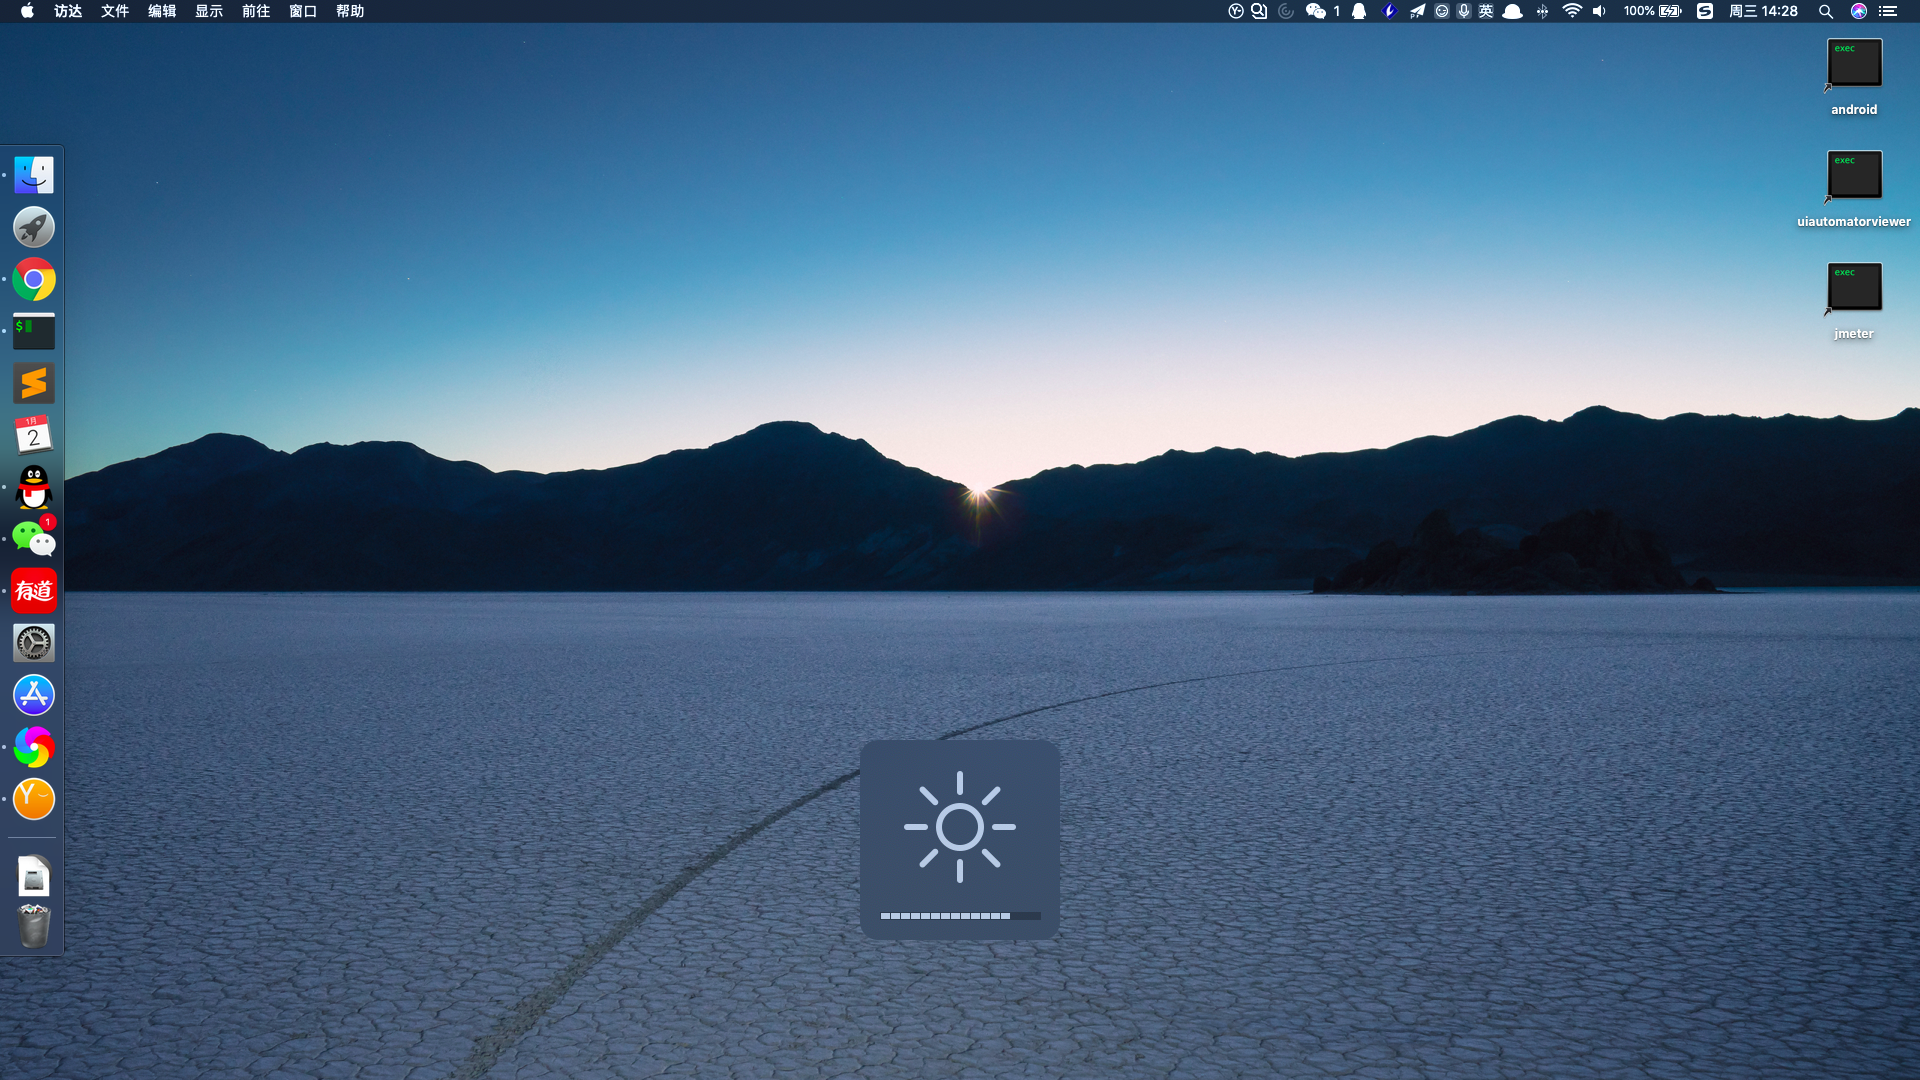 访达 文件 编辑 显示 前往 窗口 帮助 1 英 100% 周三 14:28
exec
android
exec
uiautomatorviewer
exec
jmeter
$
1月
2
1
有道